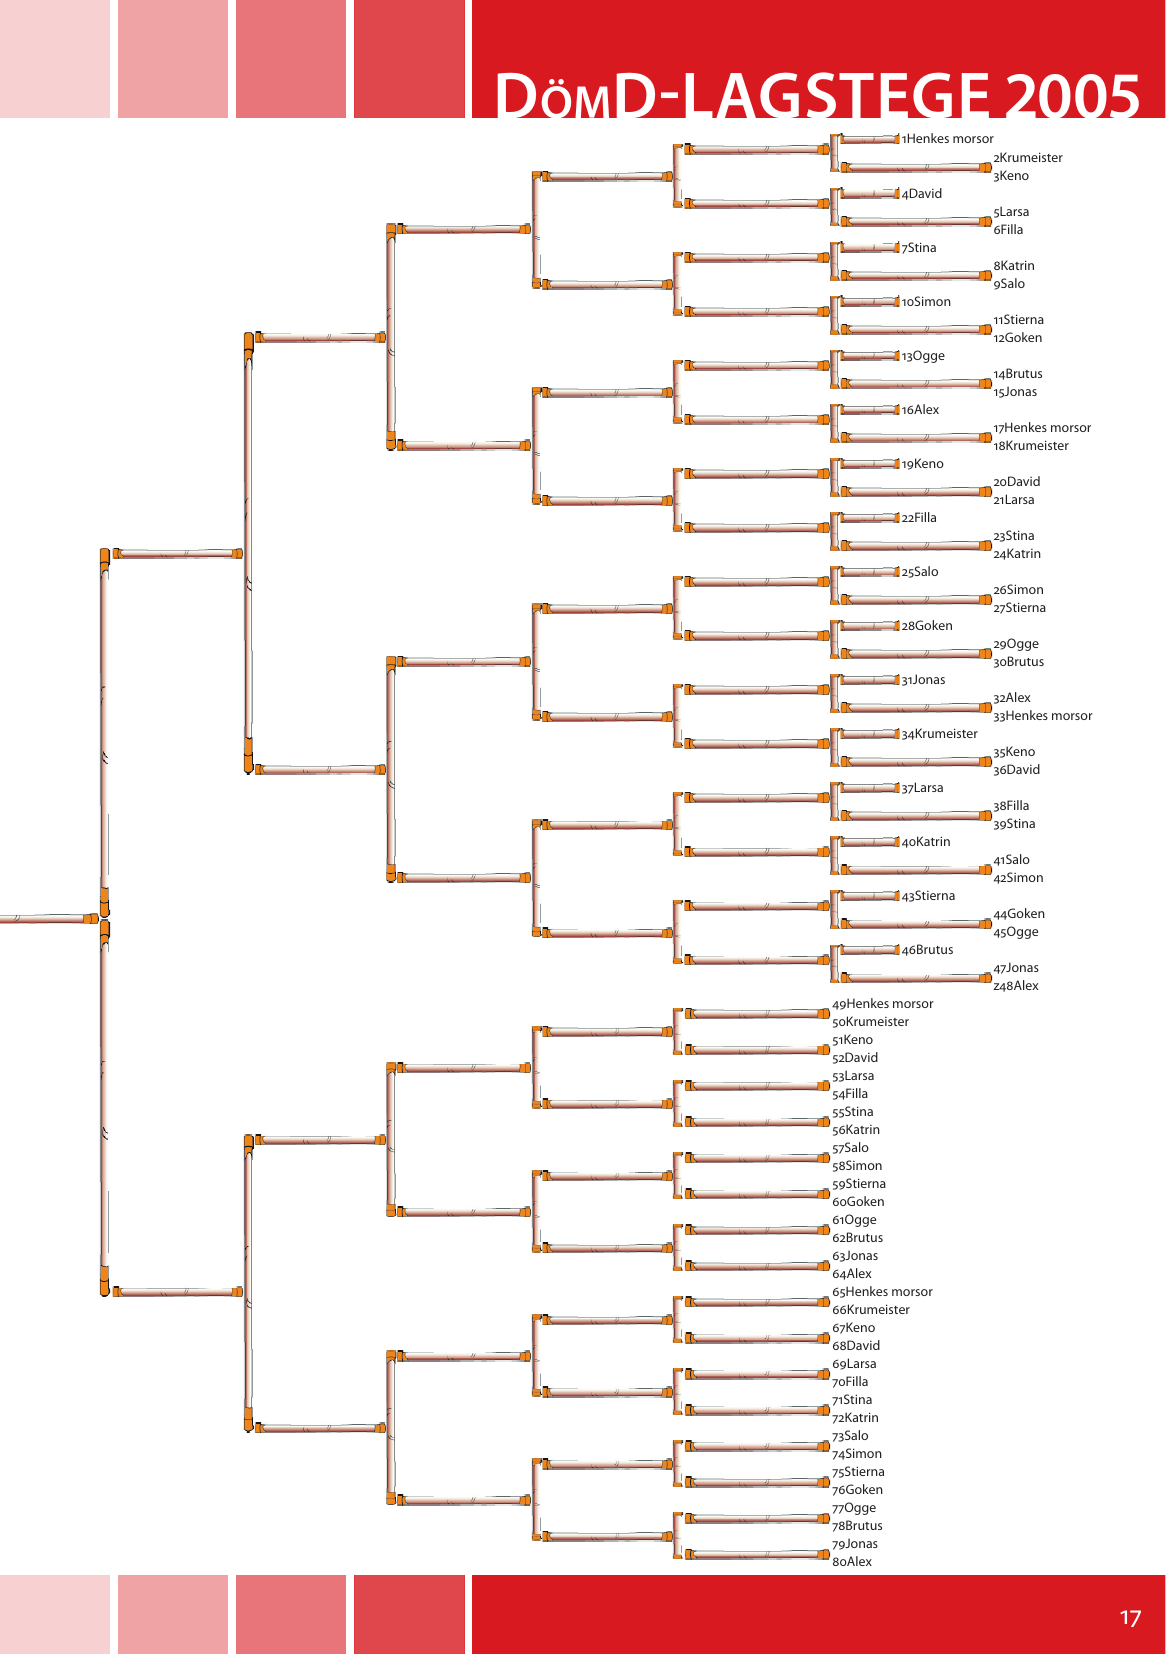 DÖMD-LAGSTEGE 2005
1Henkes morsor
2Krumeister
3Keno
4David
5Larsa
6Filla
7Stina
8Katrin
9Salo
10Simon
11Stierna
12Goken
13Ogge
14Brutus
15Jonas
16Alex
17Henkes morsor
18Krumeister
19Keno
20David
21Larsa
22Filla
23Stina
24Katrin
25Salo
26Simon
27Stierna
28Goken
29Ogge
30Brutus
31Jonas
32Alex
33Henkes morsor
34Krumeister
35Keno
36David
37Larsa
38Filla
39Stina
40Katrin
41Salo
42Simon
43Stierna
44Goken
45Ogge
46Brutus
47Jonas
z48Alex
49Henkes morsor
50Krumeister
51Keno
52David
53Larsa
54Filla
55Stina
56Katrin
57Salo
58Simon
59Stierna
60Goken
61Ogge
62Brutus
63Jonas
64Alex
65Henkes morsor
66Krumeister
67Keno
68David
69Larsa
70Filla
71Stina
72Katrin
73Salo
74Simon
75Stierna
76Goken
77Ogge
78Brutus
79Jonas
80Alex
17